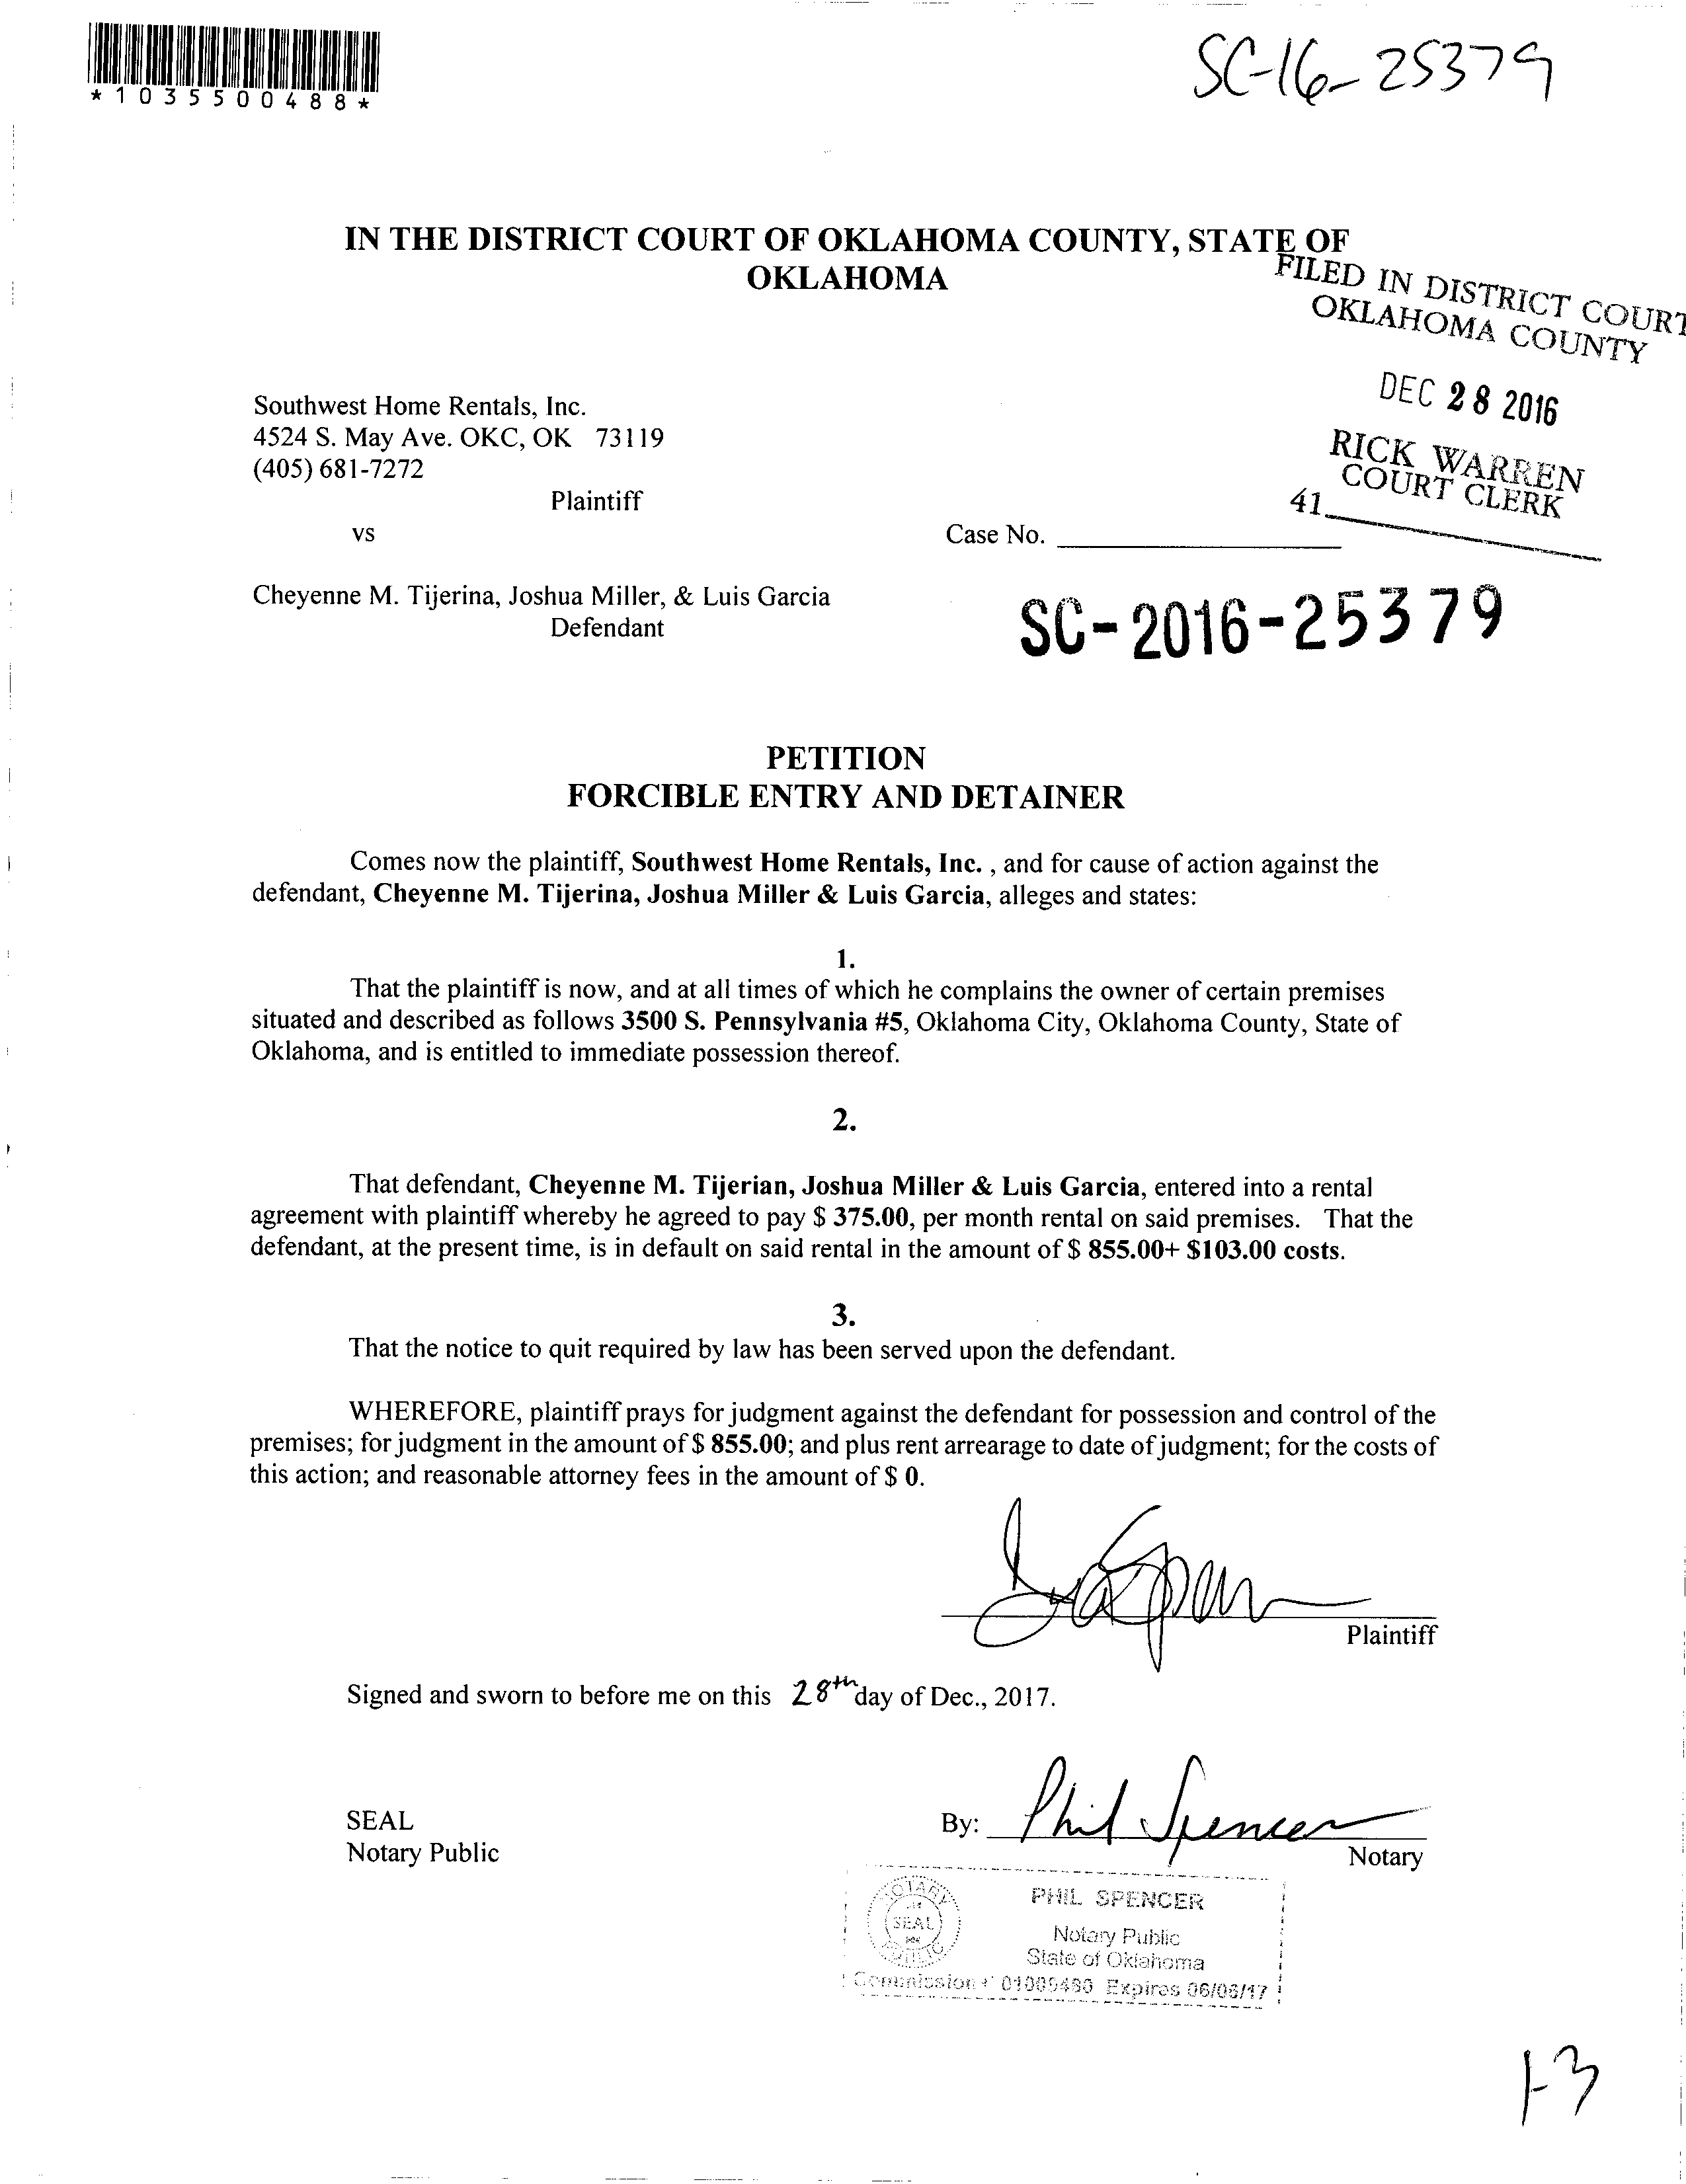 *1035500488*
SC-16-25379
IN THE DISTRICT COURT OF OKLAHOMA COUNTY, STATE OF
OKLAHOMA
FILED IN DISTRICT COURT
OKLAHOMA COUNTY
DEC 28 2016
RICK WARREN
COURT CLERK
41
Southwest Home Rentals, Inc.
4524 S. May Ave. OKC, OK 73119
(405) 681-7272
Plaintiff
vs
Case No.
Cheyenne M. Tijerina, Joshua Miller, & Luis Garcia
Defendant
SC-2016-25379
PETITION
FORCIBLE ENTRY AND DETAINER
Comes now the plaintiff, Southwest Home Rentals, Inc. , and for cause of action against the
defendant, Cheyenne M. Tijerina, Joshua Miller & Luis Garcia, alleges and states:
1.
That the plaintiff is now, and at all times of which he complains the owner of certain premises
situated and described as follows 3500 S. Pennsylvania #5, Oklahoma City, Oklahoma County, State of
Oklahoma, and is entitled to immediate possession thereof.
2.
That defendant, Cheyenne M. Tijerian, Joshua Miller & Luis Garcia, entered into a rental
agreement with plaintiff whereby he agreed to pay $ 375.00, per month rental on said premises. That the
defendant, at the present time, is in default on said rental in the amount of $ 855.00+ $103.00 costs.
3.
That the notice to quit required by law has been served upon the defendant.
WHEREFORE, plaintiff prays for judgment against the defendant for possession and control of the
premises; for judgment in the amount of $ 855.00; and plus rent arrearage to date of judgment; for the costs of
this action; and reasonable attorney fees in the amount of $ 0.
Plaintiff
Signed and sworn to before me on this 28th day of Dec., 2017.
SEAL
Notary Public
By: Phil Spencer
Notary
NOTARY
SEAL
PUBLIC
PHIL SPENCER
Notary Public
State of Oklahoma
Commission # Expires 06/06/17
1-3